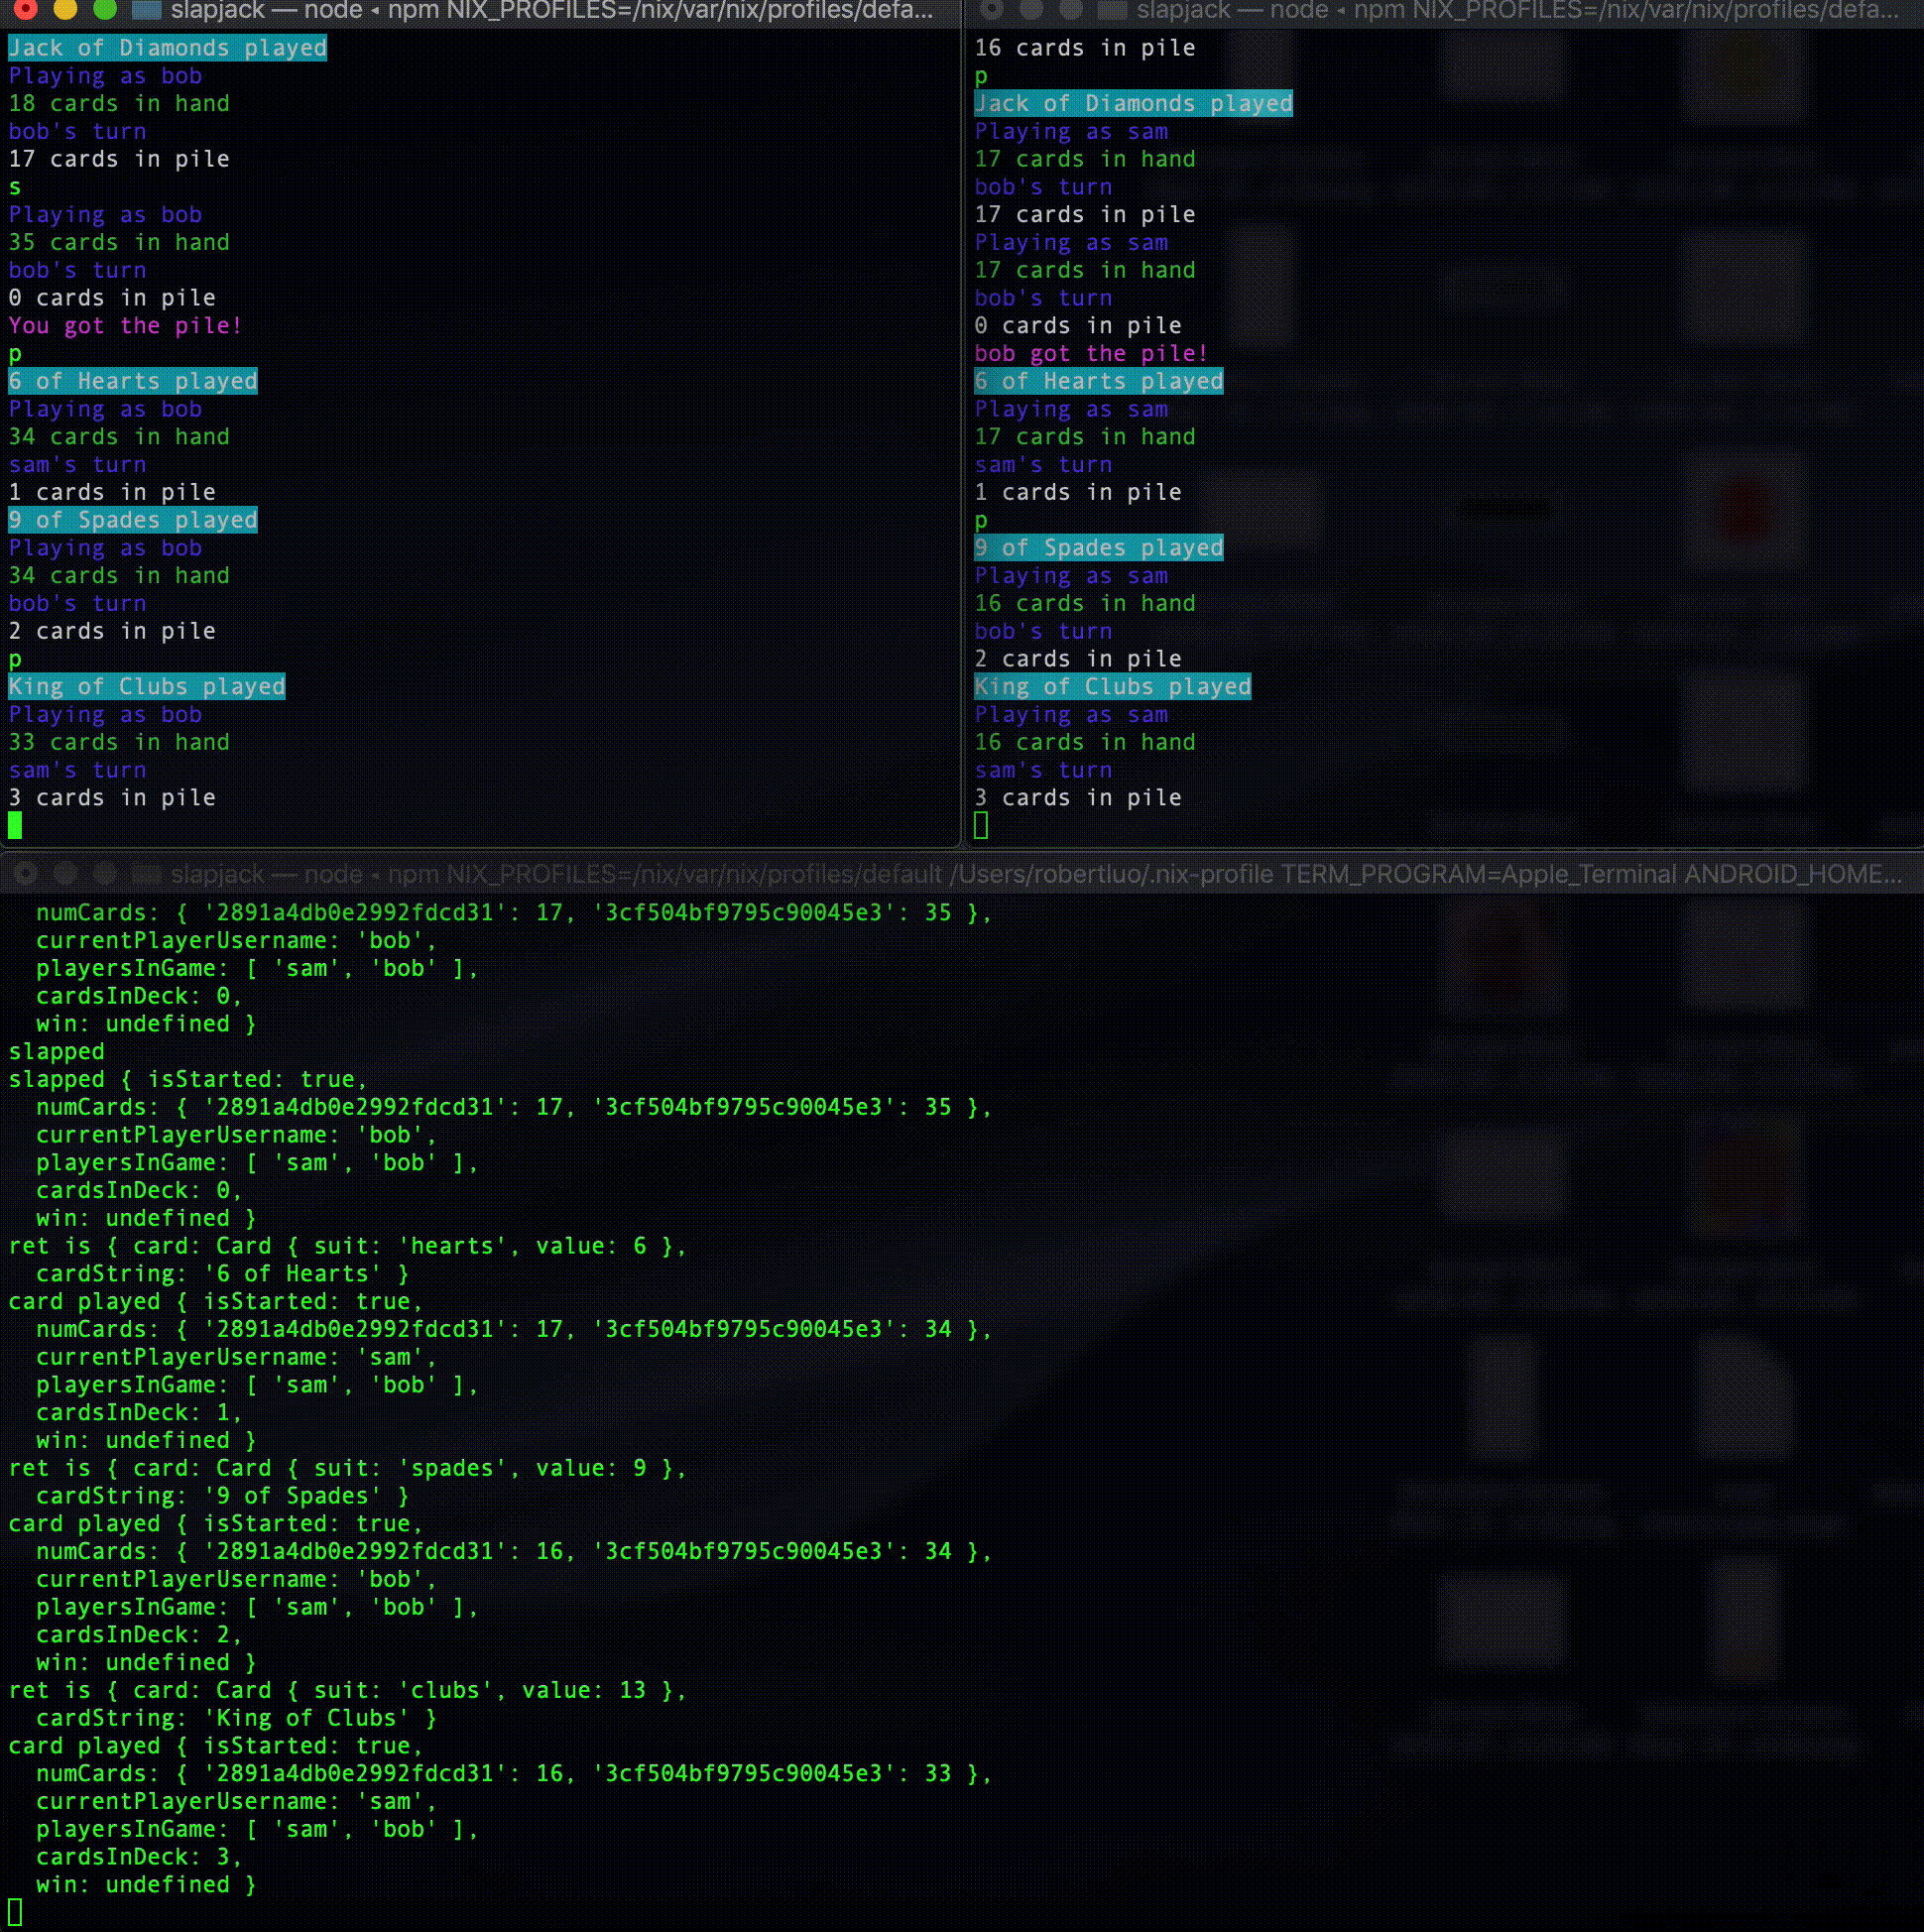 slapjack — node ◂ npm NIX_PROFILES=/nix/var/nix/profiles/defa...
Jack of Diamonds played
Playing as bob
18 cards in hand
bob's turn
17 cards in pile
s
Playing as bob
35 cards in hand
bob's turn
0 cards in pile
You got the pile!
p
6 of Hearts played
Playing as bob
34 cards in hand
sam's turn
1 cards in pile
9 of Spades played
Playing as bob
34 cards in hand
bob's turn
2 cards in pile
p
King of Clubs played
Playing as bob
33 cards in hand
sam's turn
3 cards in pile
slapjack — node ◂ npm NIX_PROFILES=/nix/var/nix/profiles/defa...
16 cards in pile
p
Jack of Diamonds played
Playing as sam
17 cards in hand
bob's turn
17 cards in pile
Playing as sam
17 cards in hand
bob's turn
0 cards in pile
bob got the pile!
6 of Hearts played
Playing as sam
17 cards in hand
sam's turn
1 cards in pile
p
9 of Spades played
Playing as sam
16 cards in hand
bob's turn
2 cards in pile
King of Clubs played
Playing as sam
16 cards in hand
sam's turn
3 cards in pile
slapjack — node ◂ npm NIX_PROFILES=/nix/var/nix/profiles/default /Users/robertluo/.nix-profile TERM_PROGRAM=Apple_Terminal ANDROID_HOME...
numCards: { '2891a4db0e2992fdcd31': 17, '3cf504bf9795c90045e3': 35 },
currentPlayerUsername: 'bob',
playersInGame: [ 'sam', 'bob' ],
cardsInDeck: 0,
win: undefined }
slapped
slapped { isStarted: true,
numCards: { '2891a4db0e2992fdcd31': 17, '3cf504bf9795c90045e3': 35 },
currentPlayerUsername: 'bob',
playersInGame: [ 'sam', 'bob' ],
cardsInDeck: 0,
win: undefined }
ret is { card: Card { suit: 'hearts', value: 6 },
cardString: '6 of Hearts' }
card played { isStarted: true,
numCards: { '2891a4db0e2992fdcd31': 17, '3cf504bf9795c90045e3': 34 },
currentPlayerUsername: 'sam',
playersInGame: [ 'sam', 'bob' ],
cardsInDeck: 1,
win: undefined }
ret is { card: Card { suit: 'spades', value: 9 },
cardString: '9 of Spades' }
card played { isStarted: true,
numCards: { '2891a4db0e2992fdcd31': 16, '3cf504bf9795c90045e3': 34 },
currentPlayerUsername: 'bob',
playersInGame: [ 'sam', 'bob' ],
cardsInDeck: 2,
win: undefined }
ret is { card: Card { suit: 'clubs', value: 13 },
cardString: 'King of Clubs' }
card played { isStarted: true,
numCards: { '2891a4db0e2992fdcd31': 16, '3cf504bf9795c90045e3': 33 },
currentPlayerUsername: 'sam',
playersInGame: [ 'sam', 'bob' ],
cardsInDeck: 3,
win: undefined }